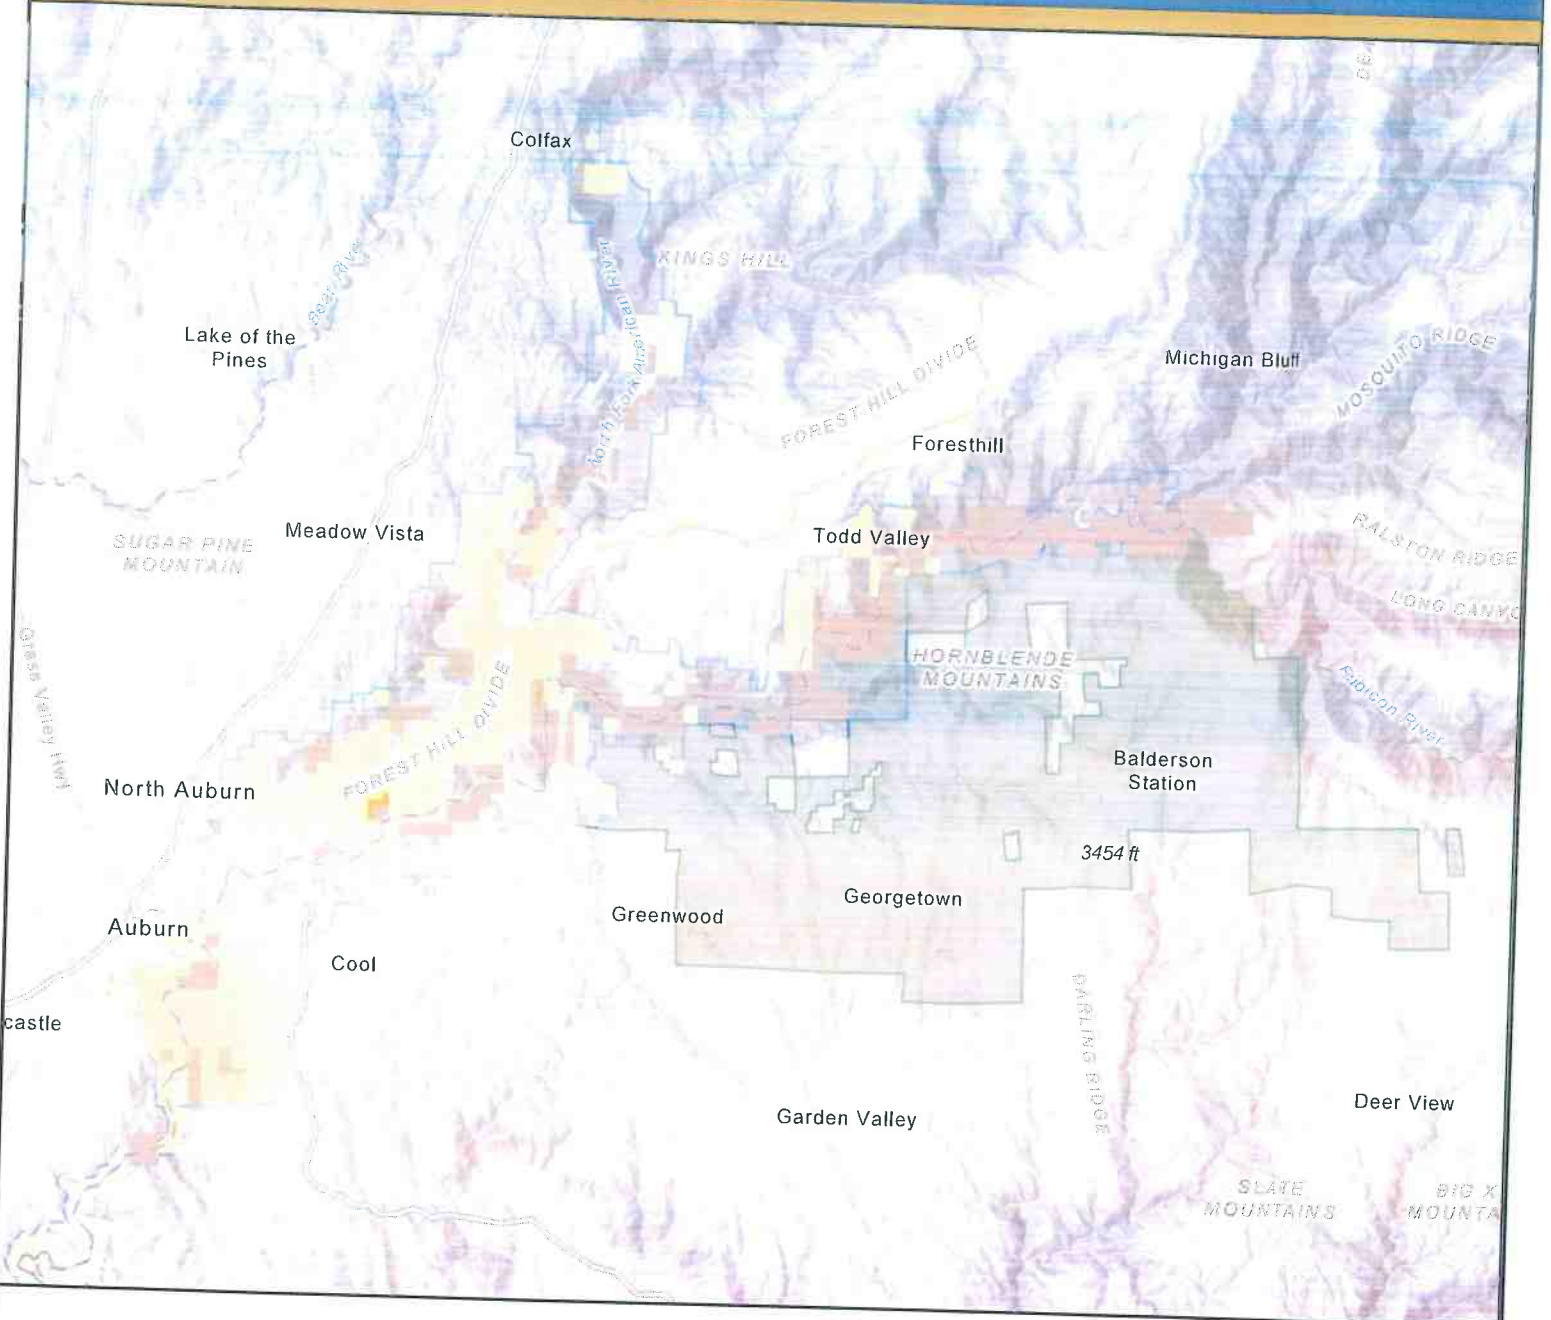 Colfax
KINGS HILL
Bear River
North Fork American River
Lake of the
Pines
FOREST HILL DIVIDE
Michigan Bluff
MOSQUITO RIDGE
Foresthill
Meadow Vista
Todd Valley
SUGAR PINE
MOUNTAIN
RALSTON RIDGE
LONG CANYO
Grass Valley Hwy
HORNBLENDE
MOUNTAINS
Rubicon River
FOREST HILL DIVIDE
North Auburn
Balderson
Station
3454 ft
Georgetown
Greenwood
Auburn
Cool
castle
DARLING RIDGE
Garden Valley
Deer View
SLATE
MOUNTAINS
BIG X
MOUNTA